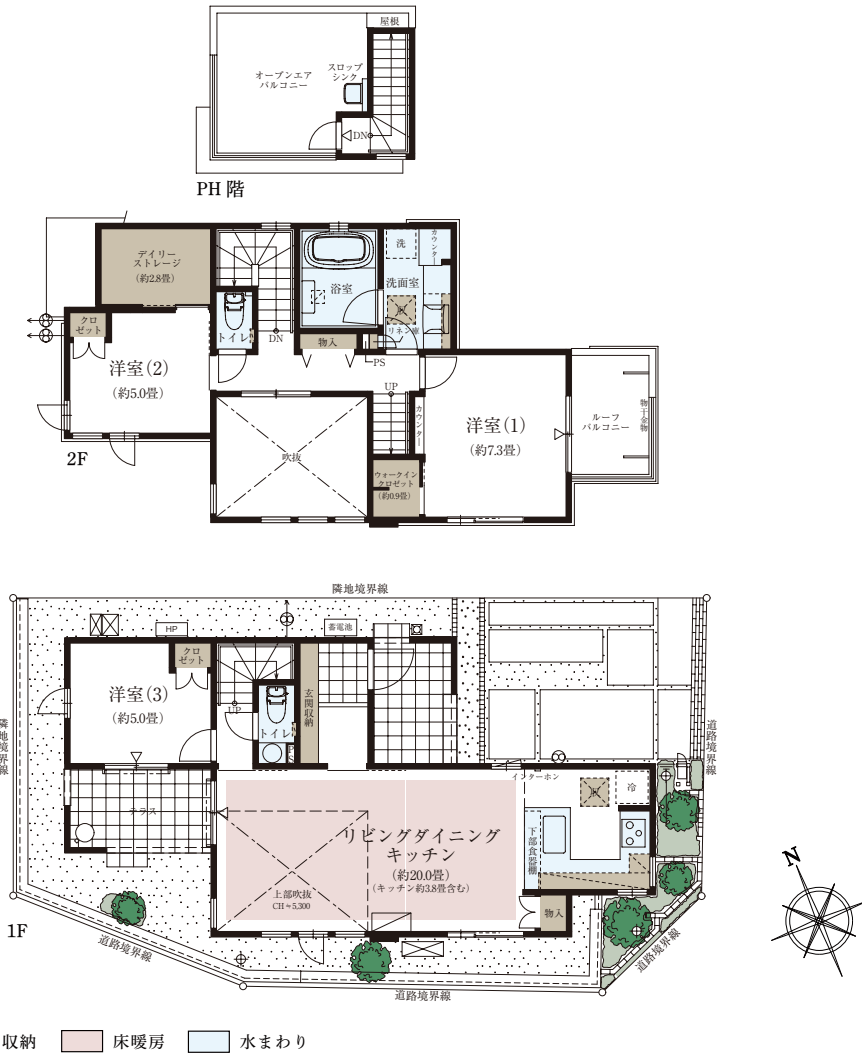 屋根
オープンエア
バルコニー
スロップ
シンク
DN
PH 階
デイリー
ストレージ
(約2.8畳)
洗
カウンター
浴室
洗面室
クロ
ゼット
トイレ
リネン庫
物入
DN
PS
洋室(2)
(約5.0畳)
UP
カウンター
洋室(1)
(約7.3畳)
ルーフ
バルコニー
物干金物
2F
吹抜
ウォークイン
クロゼット
(約0.9畳)
隣地境界線
HP
蓄電池
クロ
ゼット
洋室(3)
(約5.0畳)
玄関収納
UP
トイレ
隣地境界線
道路境界線
インターホン
冷
テラス
リビングダイニング
キッチン
(約20.0畳)
(キッチン約3.8畳含む)
下部食器棚
上部吹抜
CH≒5,300
物入
N
1F
道路境界線
道路境界線
道路境界線
収納
床暖房
水まわり